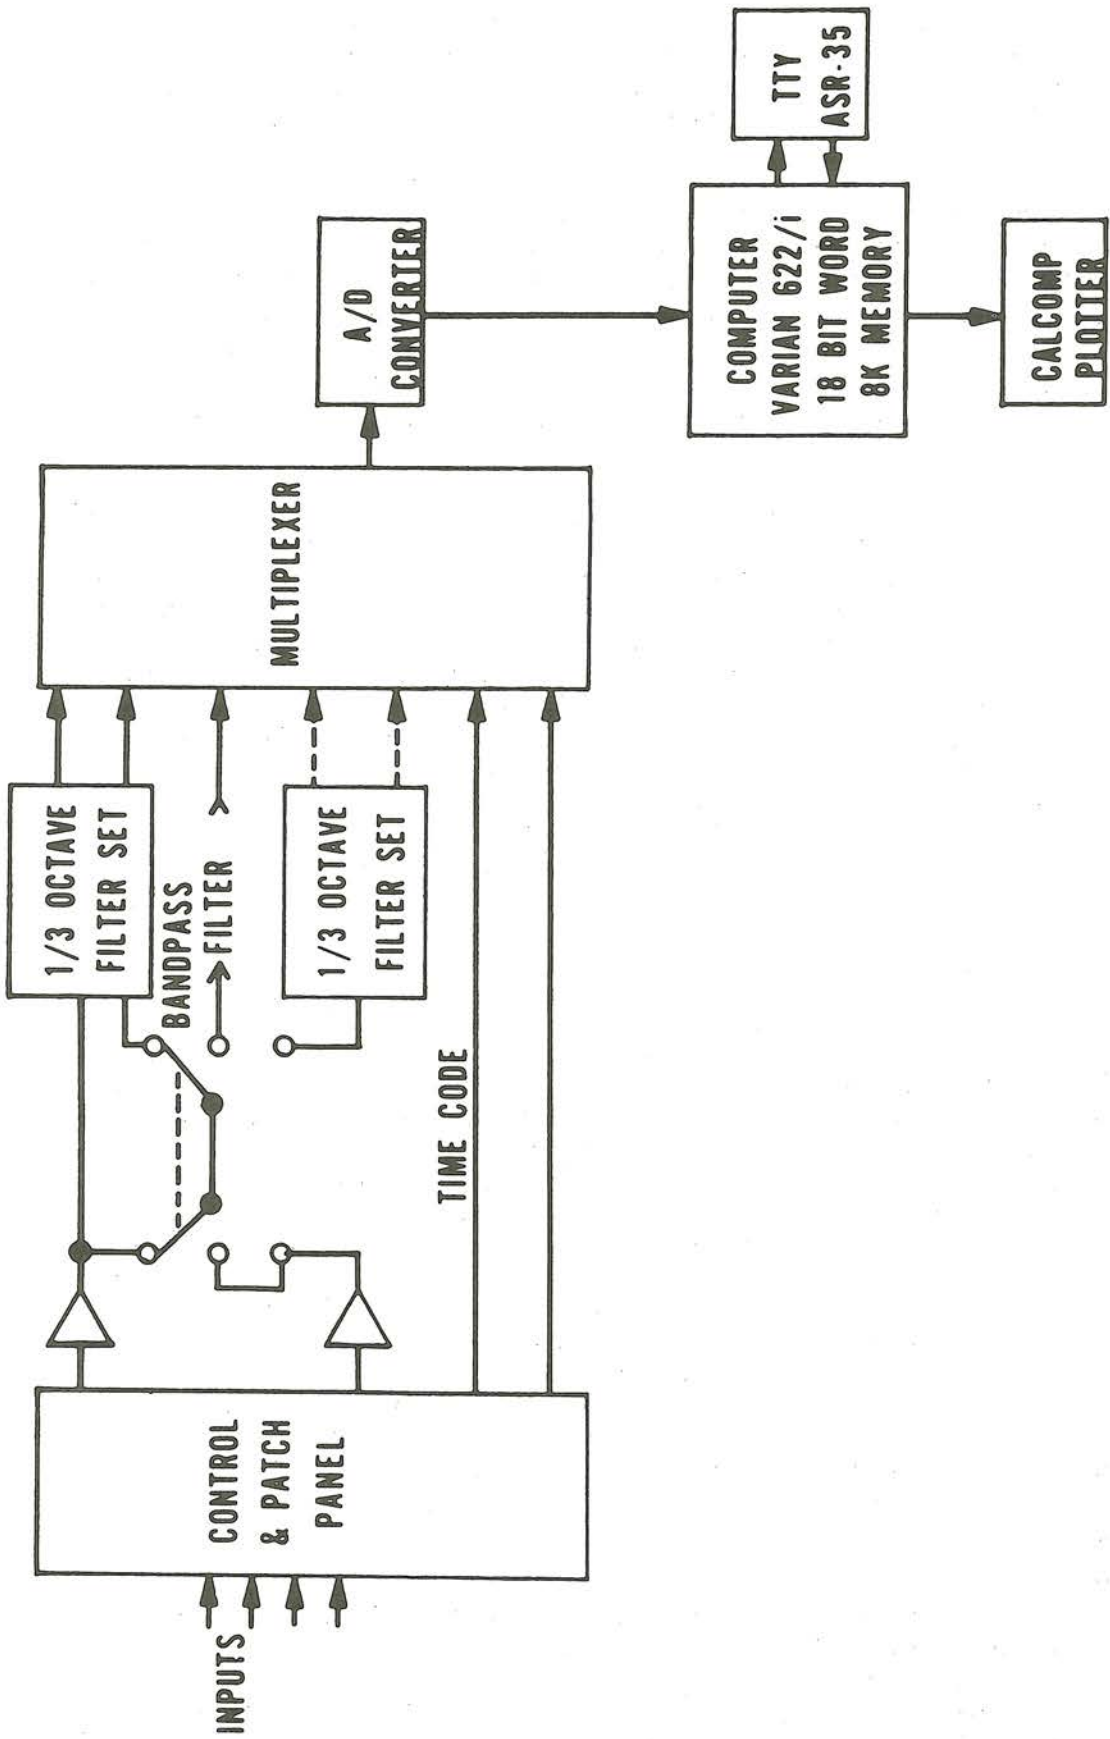 INPUTS
CONTROL
& PATCH
PANEL
1/3 OCTAVE
FILTER SET
BANDPASS
FILTER
1/3 OCTAVE
FILTER SET
TIME CODE
MULTIPLEXER
A/D
CONVERTER
COMPUTER
VARIAN 622/i
18 BIT WORD
8K MEMORY
TTY
ASR-35
CALCOMP
PLOTTER